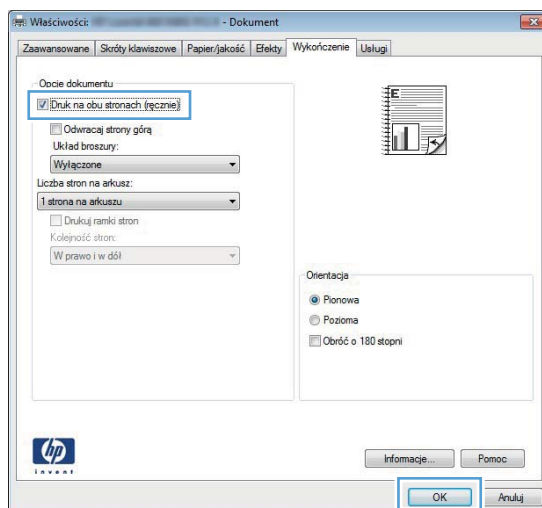 Właściwości: - Dokument
Zaawansowane Skróty klawiszowe Papier/jakość Efekty Wykończenie Usługi
Opcje dokumentu
Druk na obu stronach (ręcznie)
Odwracaj strony górą
Układ broszury:
Wyłączone
Liczba stron na arkusz:
1 strona na arkuszu
Drukuj ramki stron
Kolejność stron:
W prawo i w dół
E
Orientacja
Pionowa
Pozioma
Obróć o 180 stopni
hp
invent
Informacje... Pomoc
OK Anuluj